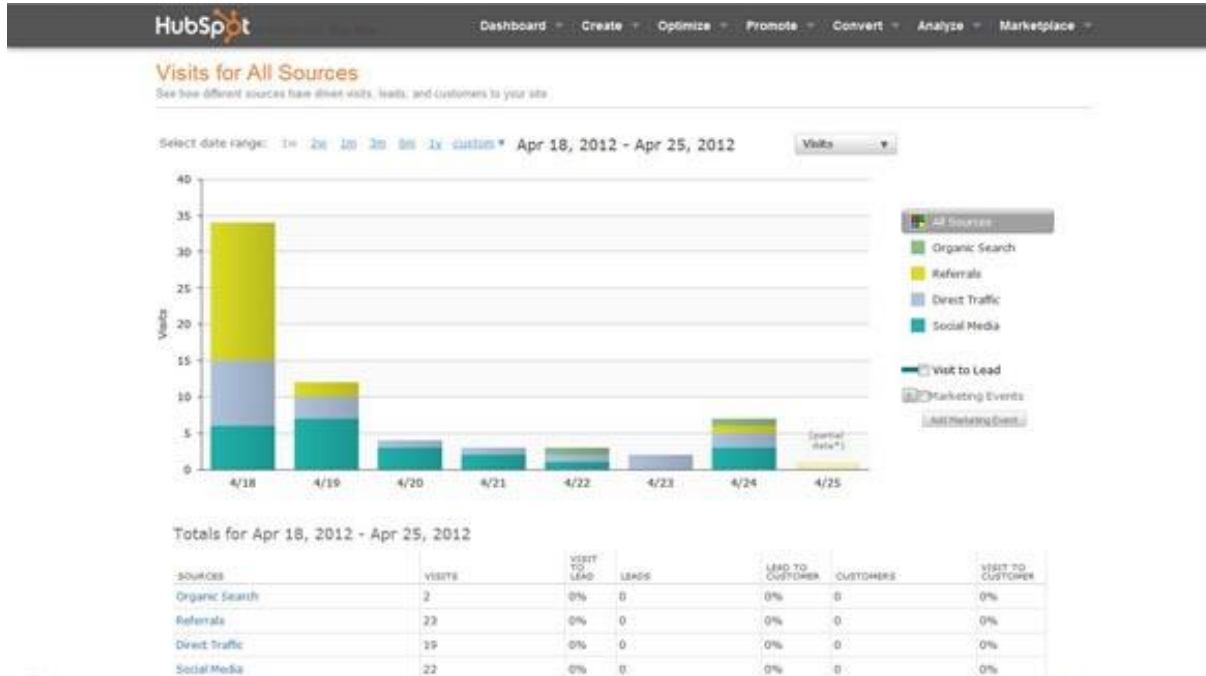 HubSpot
Dashboard Create Optimize Promote Convert Analyze Marketplace
Visits for All Sources
See how different sources have driven visits, leads, and customers to your site
Select date range: 1w 2w 1m 3m 6m 1y custom Apr 18, 2012 - Apr 25, 2012 Visits
40
35
30
25
20
15
10
5
0
Visits
4/18 4/19 4/20 4/21 4/22 4/23 4/24 4/25
(partial
date*)
All Sources
Organic Search
Referrals
Direct Traffic
Social Media
Visit to Lead
Marketing Events
Add Marketing Event
Totals for Apr 18, 2012 - Apr 25, 2012
SOURCES VISITS VISIT TO LEAD LEADS LEAD TO CUSTOMER CUSTOMERS VISIT TO CUSTOMER
Organic Search 2 0% 0 0% 0 0%
Referrals 23 0% 0 0% 0 0%
Direct Traffic 19 0% 0 0% 0 0%
Social Media 22 0% 0 0% 0 0%